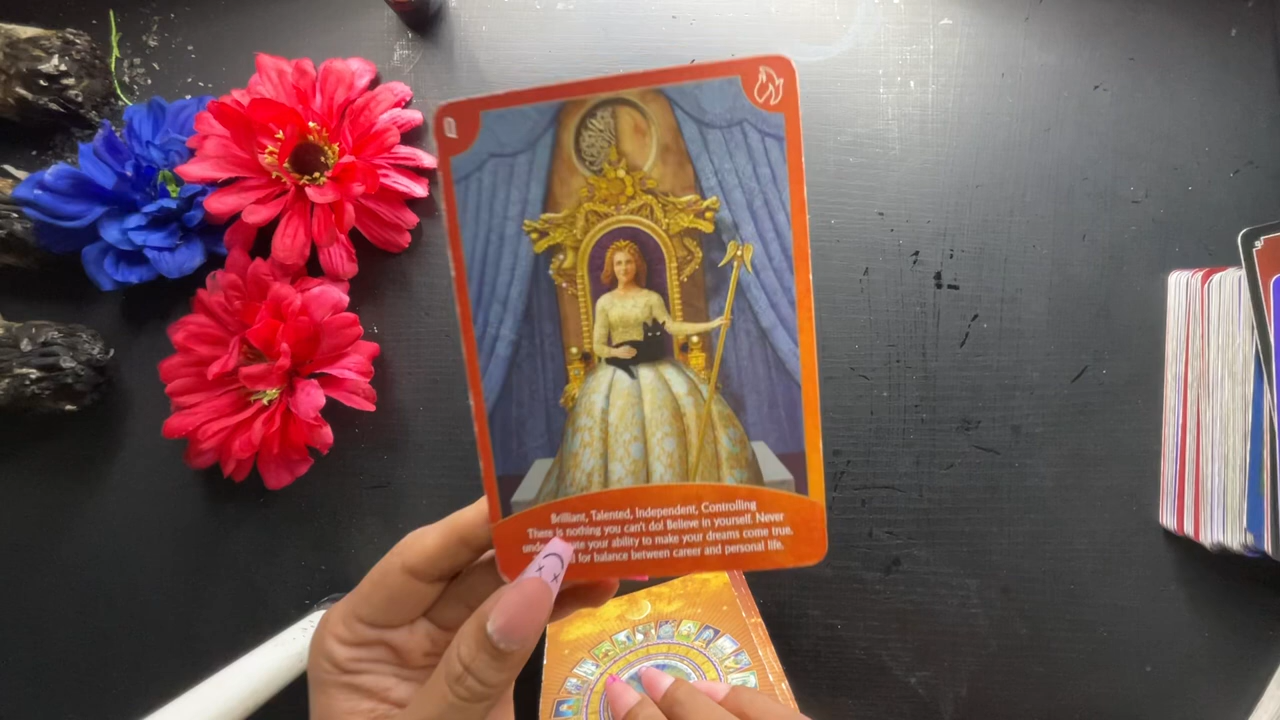 Brilliant, Talented, Independent, Controlling
There is nothing you can't do! Believe in yourself. Never
your ability to make your dreams come true.
for balance between career and personal life.